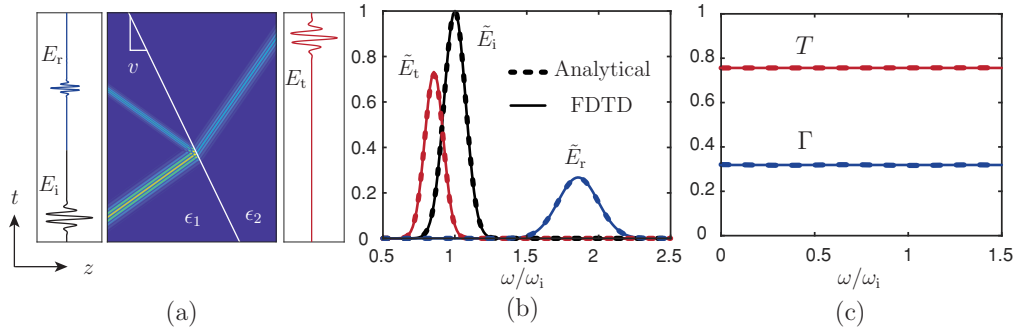 E_r
E_i
t
z
v
ϵ_1
ϵ_2
E_t
(a)
1
0.8
0.6
0.4
0.2
0
Ẽ_t
Ẽ_i
Ẽ_r
Analytical
FDTD
0.5
1
1.5
2
2.5
ω/ω_i
(b)
1
0.8
0.6
0.4
0.2
0
T
Γ
0
0.5
1
1.5
ω/ω_i
(c)